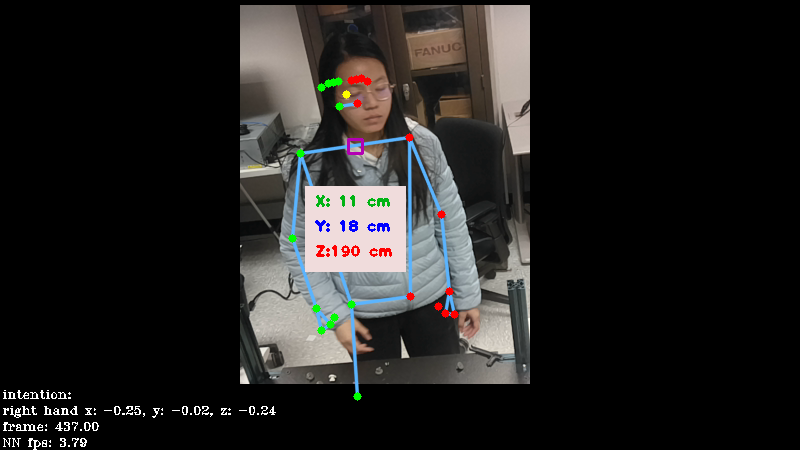 FANUC
X: 11 cm
Y: 18 cm
Z:190 cm
intention:
right hand x: -0.25, y: -0.02, z: -0.24
frame: 437.00
NN fps: 3.79